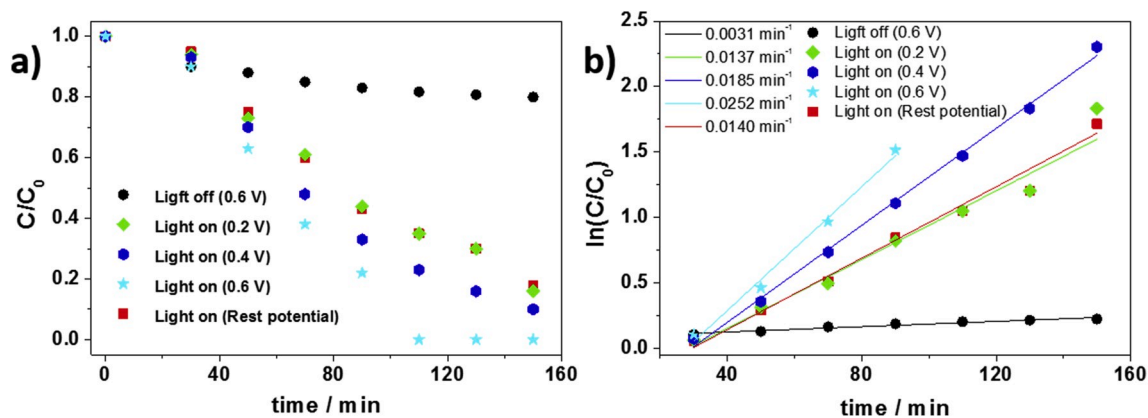 a)
C/C₀
1.0
0.8
0.6
0.4
0.2
0.0
Ligft off (0.6 V)
Light on (0.2 V)
Light on (0.4 V)
Light on (0.6 V)
Light on (Rest potential)
0 40 80 120 160
time / min
b)
ln(C/C₀)
2.5
2.0
1.5
1.0
0.5
0.0
0.0031 min⁻¹
0.0137 min⁻¹
0.0185 min⁻¹
0.0252 min⁻¹
0.0140 min⁻¹
Ligft off (0.6 V)
Light on (0.2 V)
Light on (0.4 V)
Light on (0.6 V)
Light on (Rest potential)
40 80 120 160
time / min